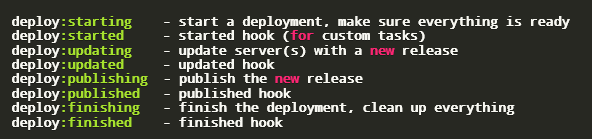 deploy:starting    - start a deployment, make sure everything is ready
deploy:started     - started hook (for custom tasks)
deploy:updating    - update server(s) with a new release
deploy:updated     - updated hook
deploy:publishing  - publish the new release
deploy:published   - published hook
deploy:finishing   - finish the deployment, clean up everything
deploy:finished    - finished hook